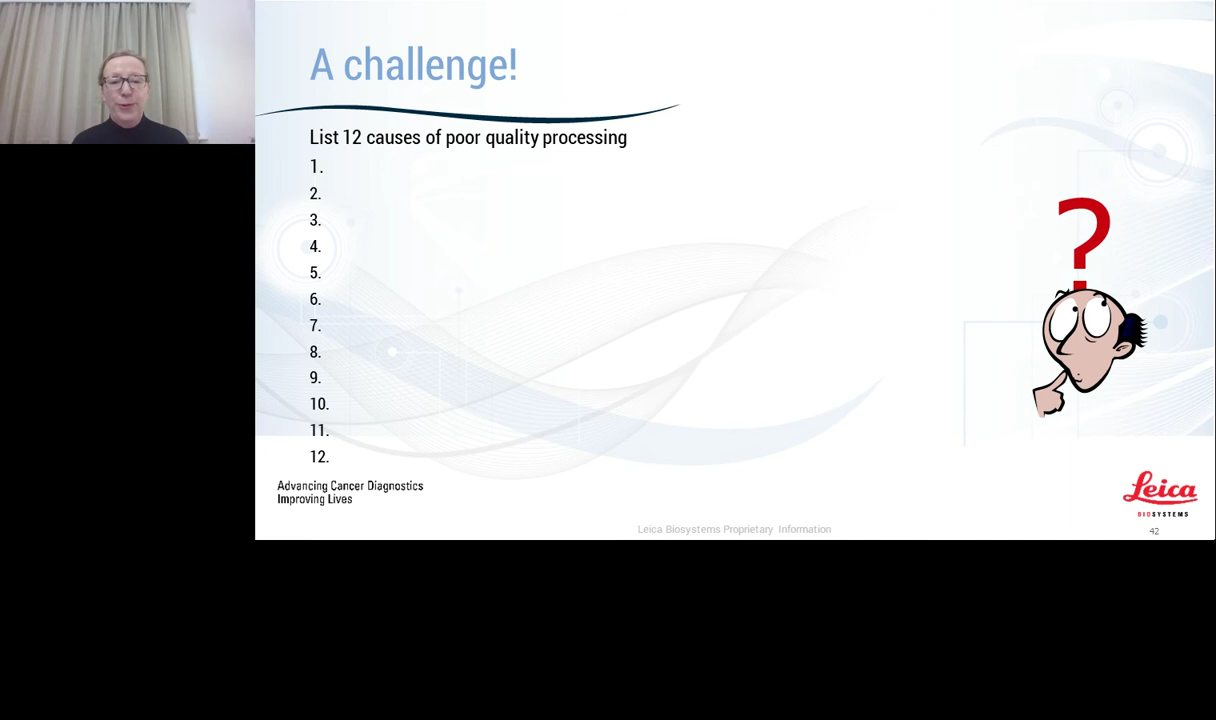 A challenge!
List 12 causes of poor quality processing
1.
2.
3.
4.
5.
6.
7.
8.
9.
10.
11.
12.
?
Advancing Cancer Diagnostics
Improving Lives
Leica
BIOSYSTEMS
Leica Biosystems Proprietary Information
42